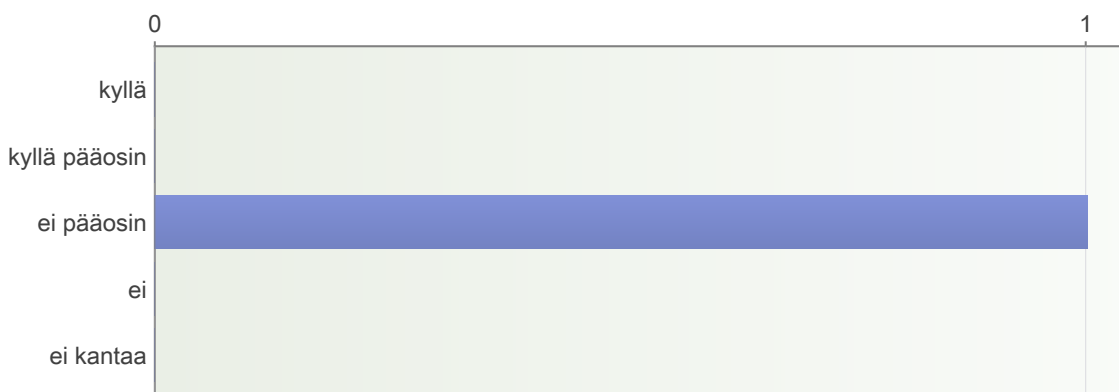 0 1
kyllä
kyllä pääosin
ei pääosin
ei
ei kantaa